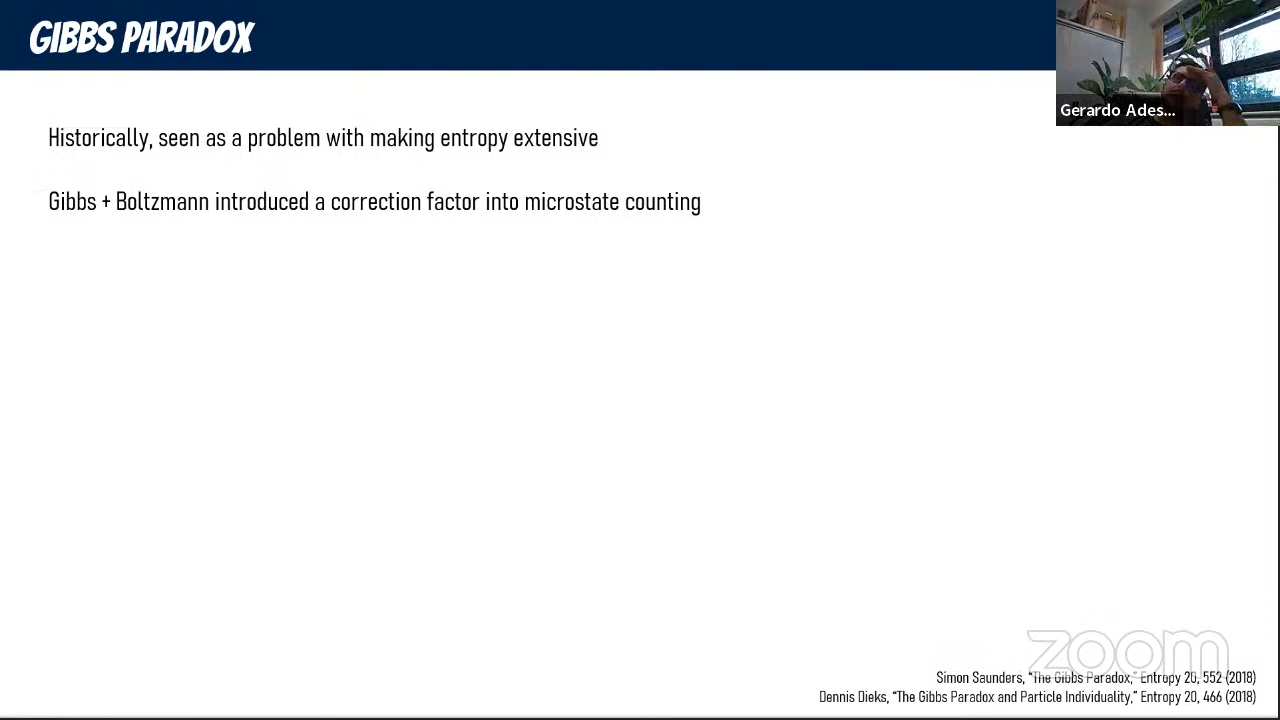 GIBBS PARADOX
Gerardo Ades...
Historically, seen as a problem with making entropy extensive
Gibbs + Boltzmann introduced a correction factor into microstate counting
zoom
Simon Saunders, "The Gibbs Paradox," Entropy 20, 552 (2018)
Dennis Dieks, "The Gibbs Paradox and Particle Individuality," Entropy 20, 466 (2018)